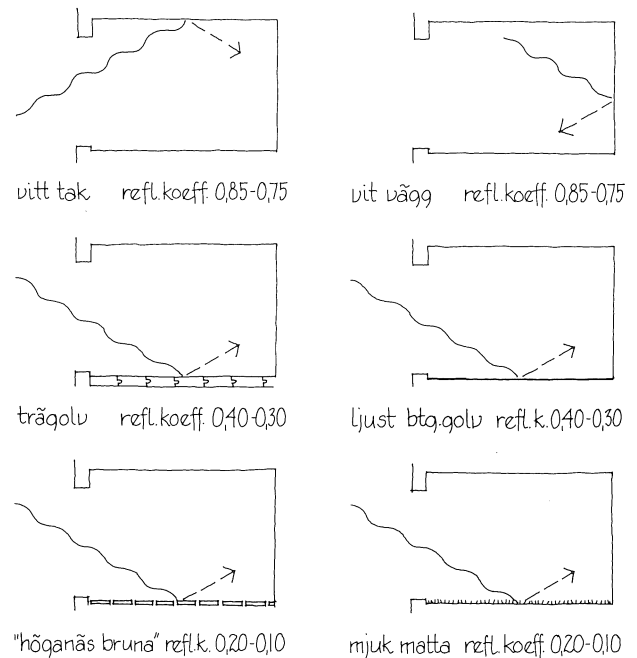 vitt tak refl.koeff. 0,85-0,75
vit vägg refl.koeff. 0,85-0,75
trägolv refl.koeff. 0,40-0,30
ljust btg.golv refl.k. 0,40-0,30
"höganäs bruna" refl.k. 0,20-0,10
mjuk matta refl.koeff. 0,20-0,10